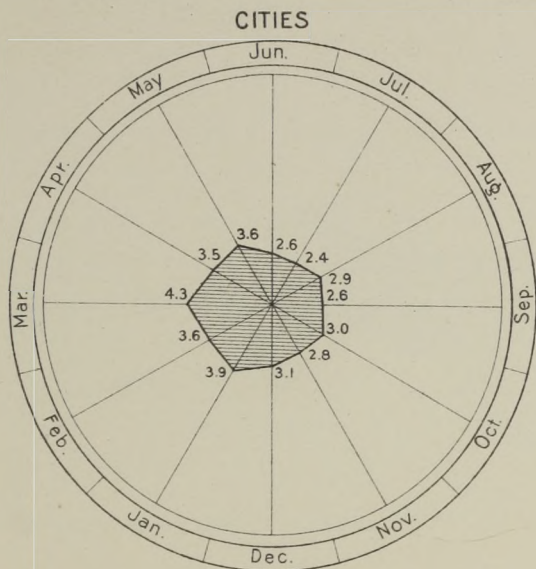 CITIES
Jun.
Jul.
Aug.
Sep.
Oct.
Nov.
Dec.
Jan.
Feb.
Mar.
Apr.
May
2.6
2.4
2.9
2.6
3.0
2.8
3.1
3.9
3.6
4.3
3.5
3.6